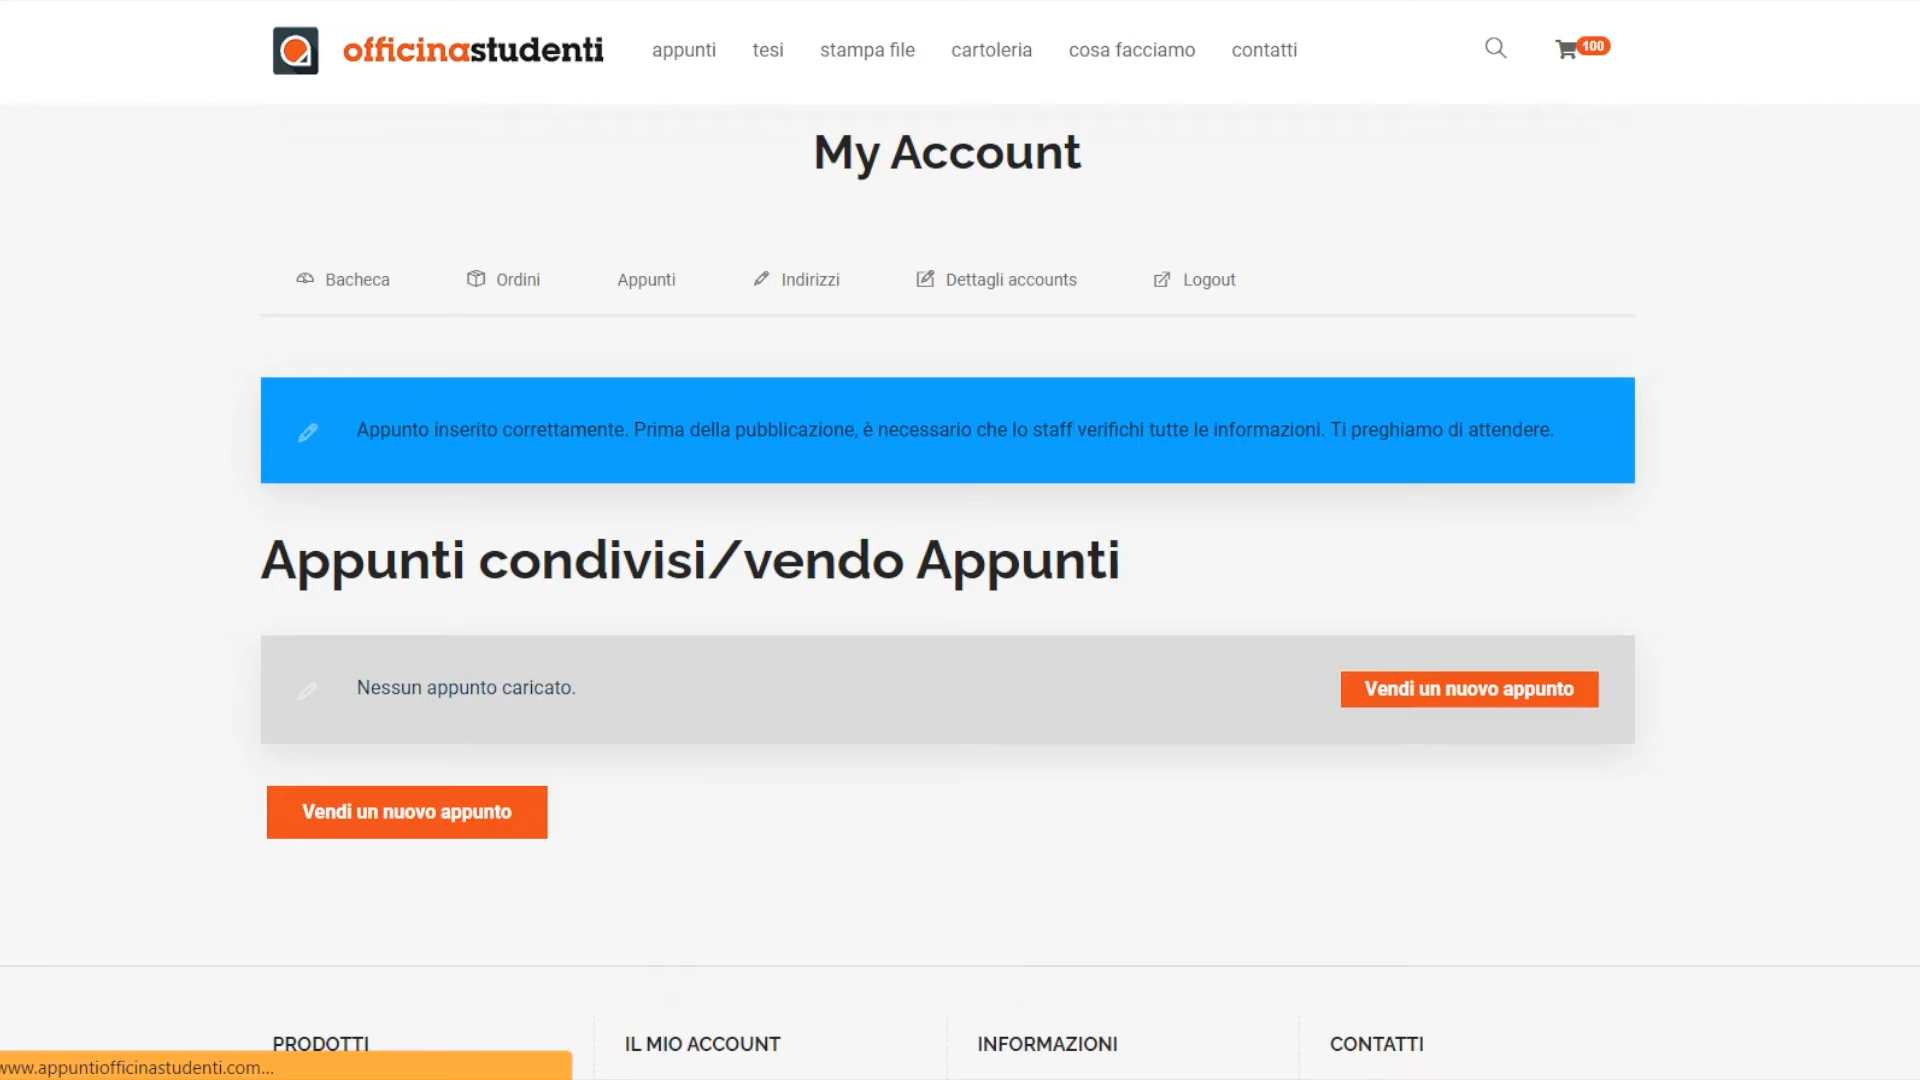 officinastudenti
appunti
tesi
stampa file
cartoleria
cosa facciamo
contatti
100
My Account
Bacheca
Ordini
Appunti
Indirizzi
Dettagli accounts
Logout
Appunto inserito correttamente. Prima della pubblicazione, è necessario che lo staff verifichi tutte le informazioni. Ti preghiamo di attendere.
Appunti condivisi/vendo Appunti
Nessun appunto caricato.
Vendi un nuovo appunto
Vendi un nuovo appunto
PRODOTTI
IL MIO ACCOUNT
INFORMAZIONI
CONTATTI
www.appuntiofficinastudenti.com...